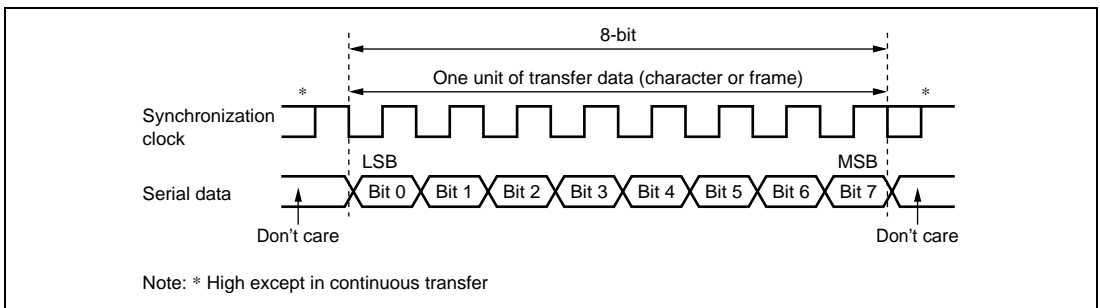 8-bit
One unit of transfer data (character or frame)
* *
Synchronization
clock
LSB MSB
Serial data Bit 0 Bit 1 Bit 2 Bit 3 Bit 4 Bit 5 Bit 6 Bit 7
Don't care Don't care
Note: * High except in continuous transfer